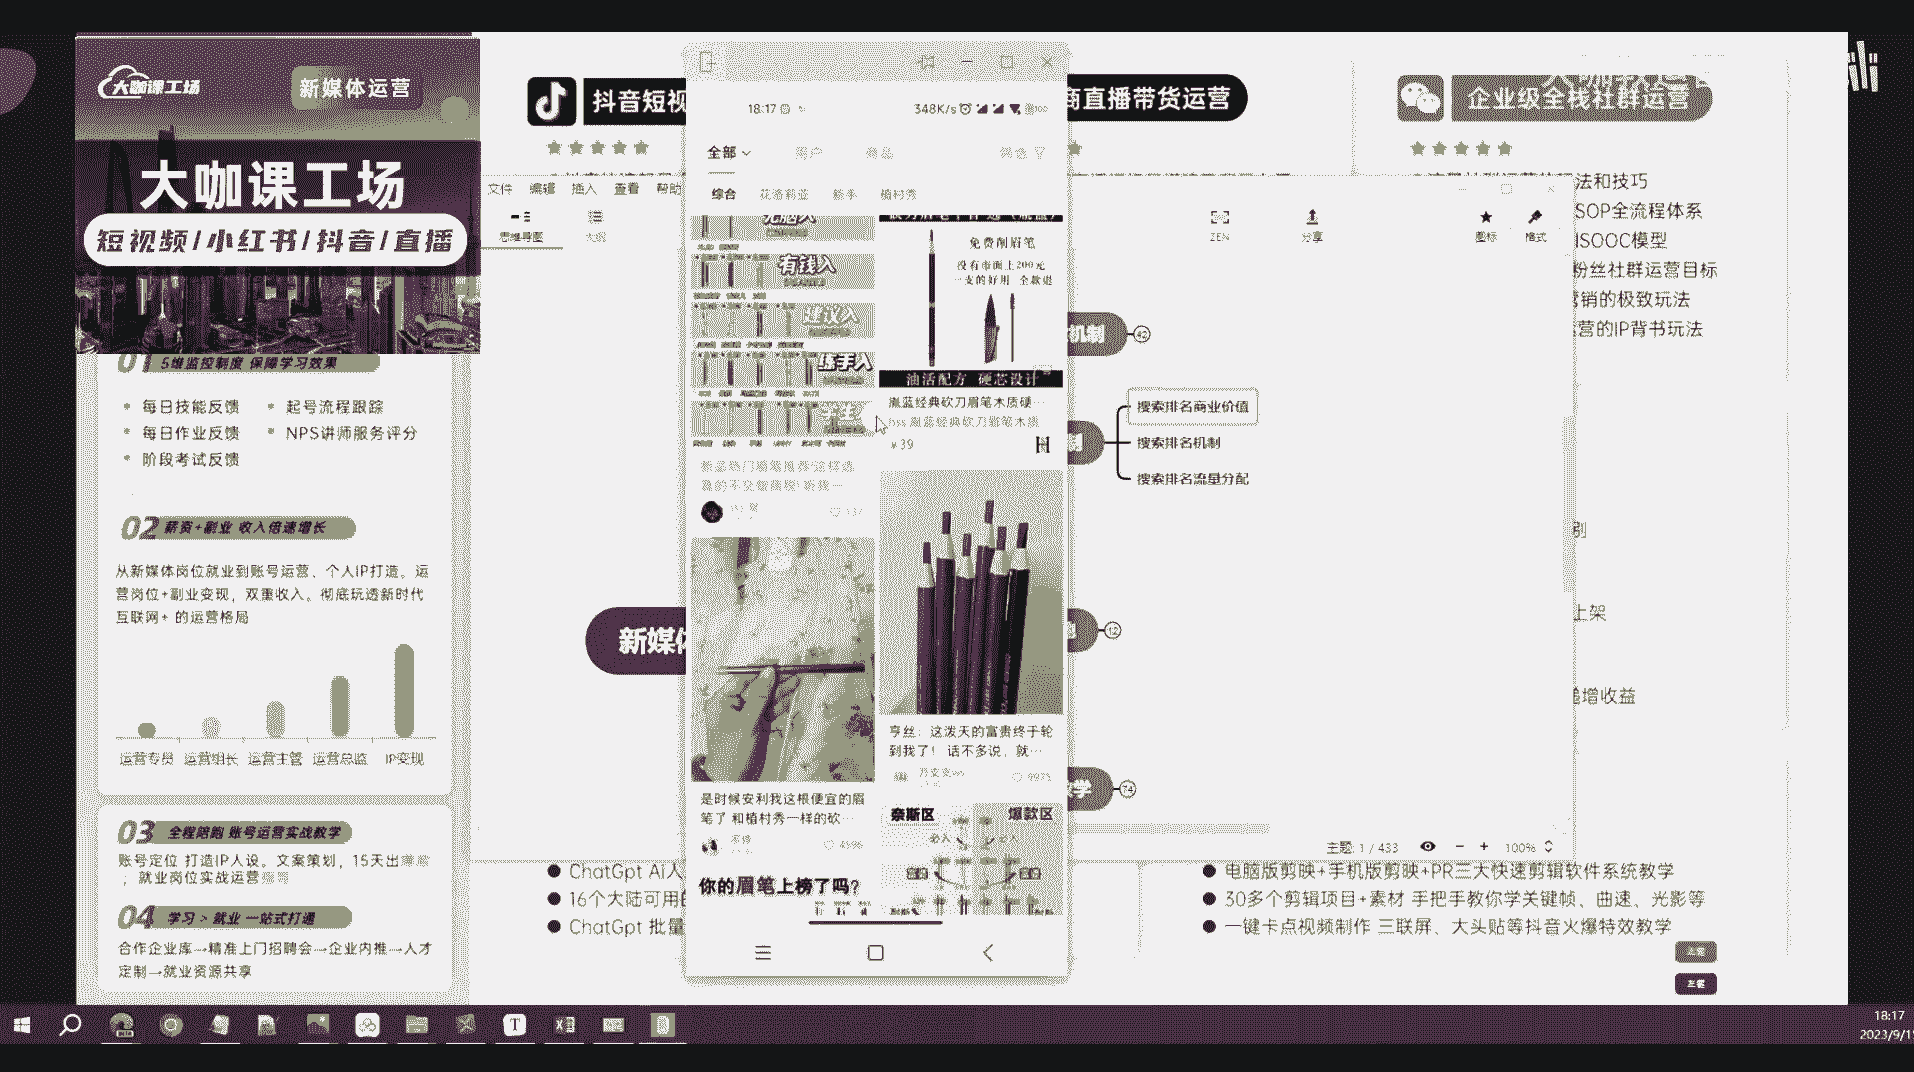 大咖课工场
新媒体运营
大咖课工场
短视频/小红书/抖音/直播
01 5维监控制度 保障学习效果
每日技能反馈
起号流程跟踪
每日作业反馈
NPS讲师服务评分
阶段考试反馈
02 薪资+副业 收入倍速增长
从新媒体岗位就业到账号运营、个人IP打造。运
营岗位+副业变现，双重收入。彻底玩透新时代
互联网+ 的运营格局
运营专员 运营组长 运营主管 运营总监 IP变现
03 全程陪跑 账号运营实战教学
账号定位 打造IP人设。文案策划，15天出
；就业岗位实战运营
04 学习 > 就业 一站式打通
合作企业库→精准上门招聘会→企业内推→人才
定制→就业资源共享
抖音短视
商直播带货运营
企业级全栈社群运营
法和技巧
SOP全流程体系
ISOOC模型
粉丝社群运营目标
营销的极致玩法
运营的IP背书玩法
上架
递增收益
文件 编辑 插入 查看 帮助
思维导图
大纲
ZEN
分享
图标
格式
机制
42
搜索排名商业价值
搜索排名机制
搜索排名流量分配
新媒体
12
学
74
主题: 1 / 433
100%
18:17
348K/s
100
全部
用户
商品
筛选
综合
花洛莉亚
新手
植村秀
无脑入
有钱入
建议入
练手入
学生
免费削眉笔
没有市面上200元
一支的好用 全款退
油活配方 硬芯设计
胤蓝经典砍刀眉笔木质硬…
hss 胤蓝经典砍刀眉笔木质
¥39
137
是时候安利我这根便宜的眉
笔了 和植村秀一样的砍…
4596
亨丝：这泼天的富贵终于轮
到我了！ 话不多说，就…
9975
你的眉笔上榜了吗？
奈斯区
爆款区
必入
ChatGpt Ai人
16个大陆可用的
ChatGpt 批量
电脑版剪映+手机版剪映+PR三大快速剪辑软件系统教学
30多个剪辑项目+素材 手把手教你学关键帧、曲速、光影等
一键卡点视频制作 三联屏、大头贴等抖音火爆特效教学
18:17
2023/9/1